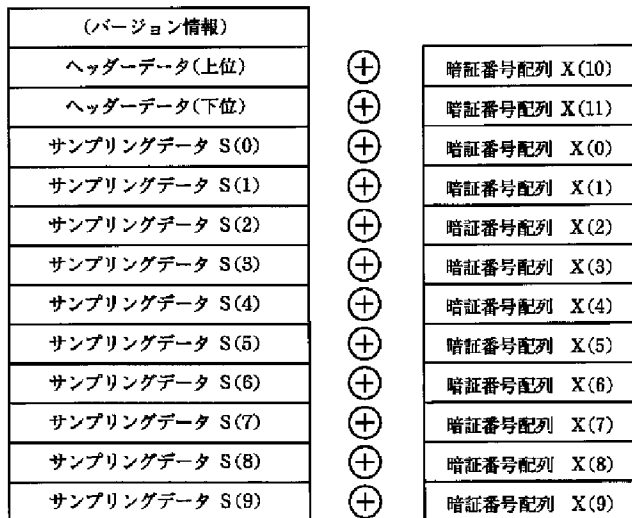 (バージョン情報)
ヘッダーデータ(上位) ⊕ 暗証番号配列 X(10)
ヘッダーデータ(下位) ⊕ 暗証番号配列 X(11)
サンプリングデータ S(0) ⊕ 暗証番号配列 X(0)
サンプリングデータ S(1) ⊕ 暗証番号配列 X(1)
サンプリングデータ S(2) ⊕ 暗証番号配列 X(2)
サンプリングデータ S(3) ⊕ 暗証番号配列 X(3)
サンプリングデータ S(4) ⊕ 暗証番号配列 X(4)
サンプリングデータ S(5) ⊕ 暗証番号配列 X(5)
サンプリングデータ S(6) ⊕ 暗証番号配列 X(6)
サンプリングデータ S(7) ⊕ 暗証番号配列 X(7)
サンプリングデータ S(8) ⊕ 暗証番号配列 X(8)
サンプリングデータ S(9) ⊕ 暗証番号配列 X(9)